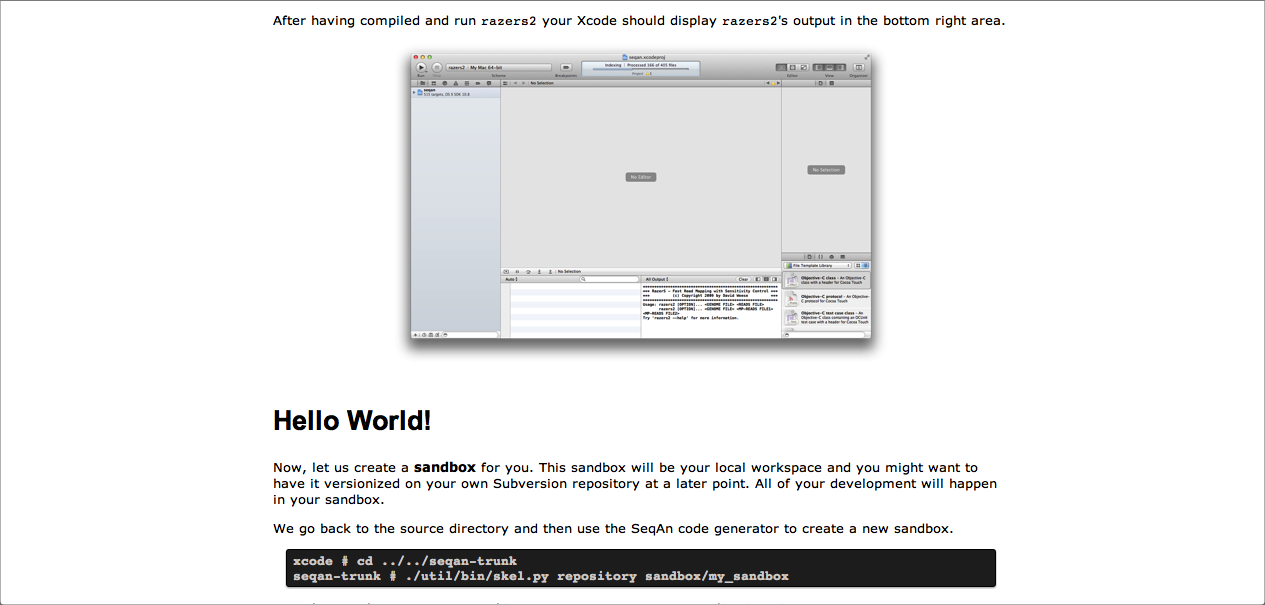 After having compiled and run razers2 your Xcode should display razers2's output in the bottom right area.
seqan.xcodeproj
razers2 My Mac 64-bit
Indexing | Processed 166 of 405 files
Project
Run
Scheme
Breakpoints
Editor
View
Organizer
No Selection
seqan
No Editor
No Selection
No Selection
Auto
All Output
Clear
File Template Library
*** RazerS - Fast Read Mapping with Sensitivity Control ***
*** (c) Copyright 2009 by David Weese ***
Usage: razers2 [OPTION]... <GENOME FILE> <READS FILE>
razers2 [OPTION]... <GENOME FILE> <MP-READS FILE1>
<MP-READS FILE2>
Try 'razers2 --help' for more information.
Objective-C class - An Objective-C
class with a header for Cocoa Touch
Objective-C protocol - An Objective-
C protocol for Cocoa Touch
Objective-C test case class - An
Objective-C class containing an OCUnit
test case with a header for Cocoa Touch
Hello World!
Now, let us create a sandbox for you. This sandbox will be your local workspace and you might want to
have it versionized on your own Subversion repository at a later point. All of your development will happen
in your sandbox.
We go back to the source directory and then use the SeqAn code generator to create a new sandbox.
xcode # cd ../../seqan-trunk
seqan-trunk # ./util/bin/skel.py repository sandbox/my_sandbox